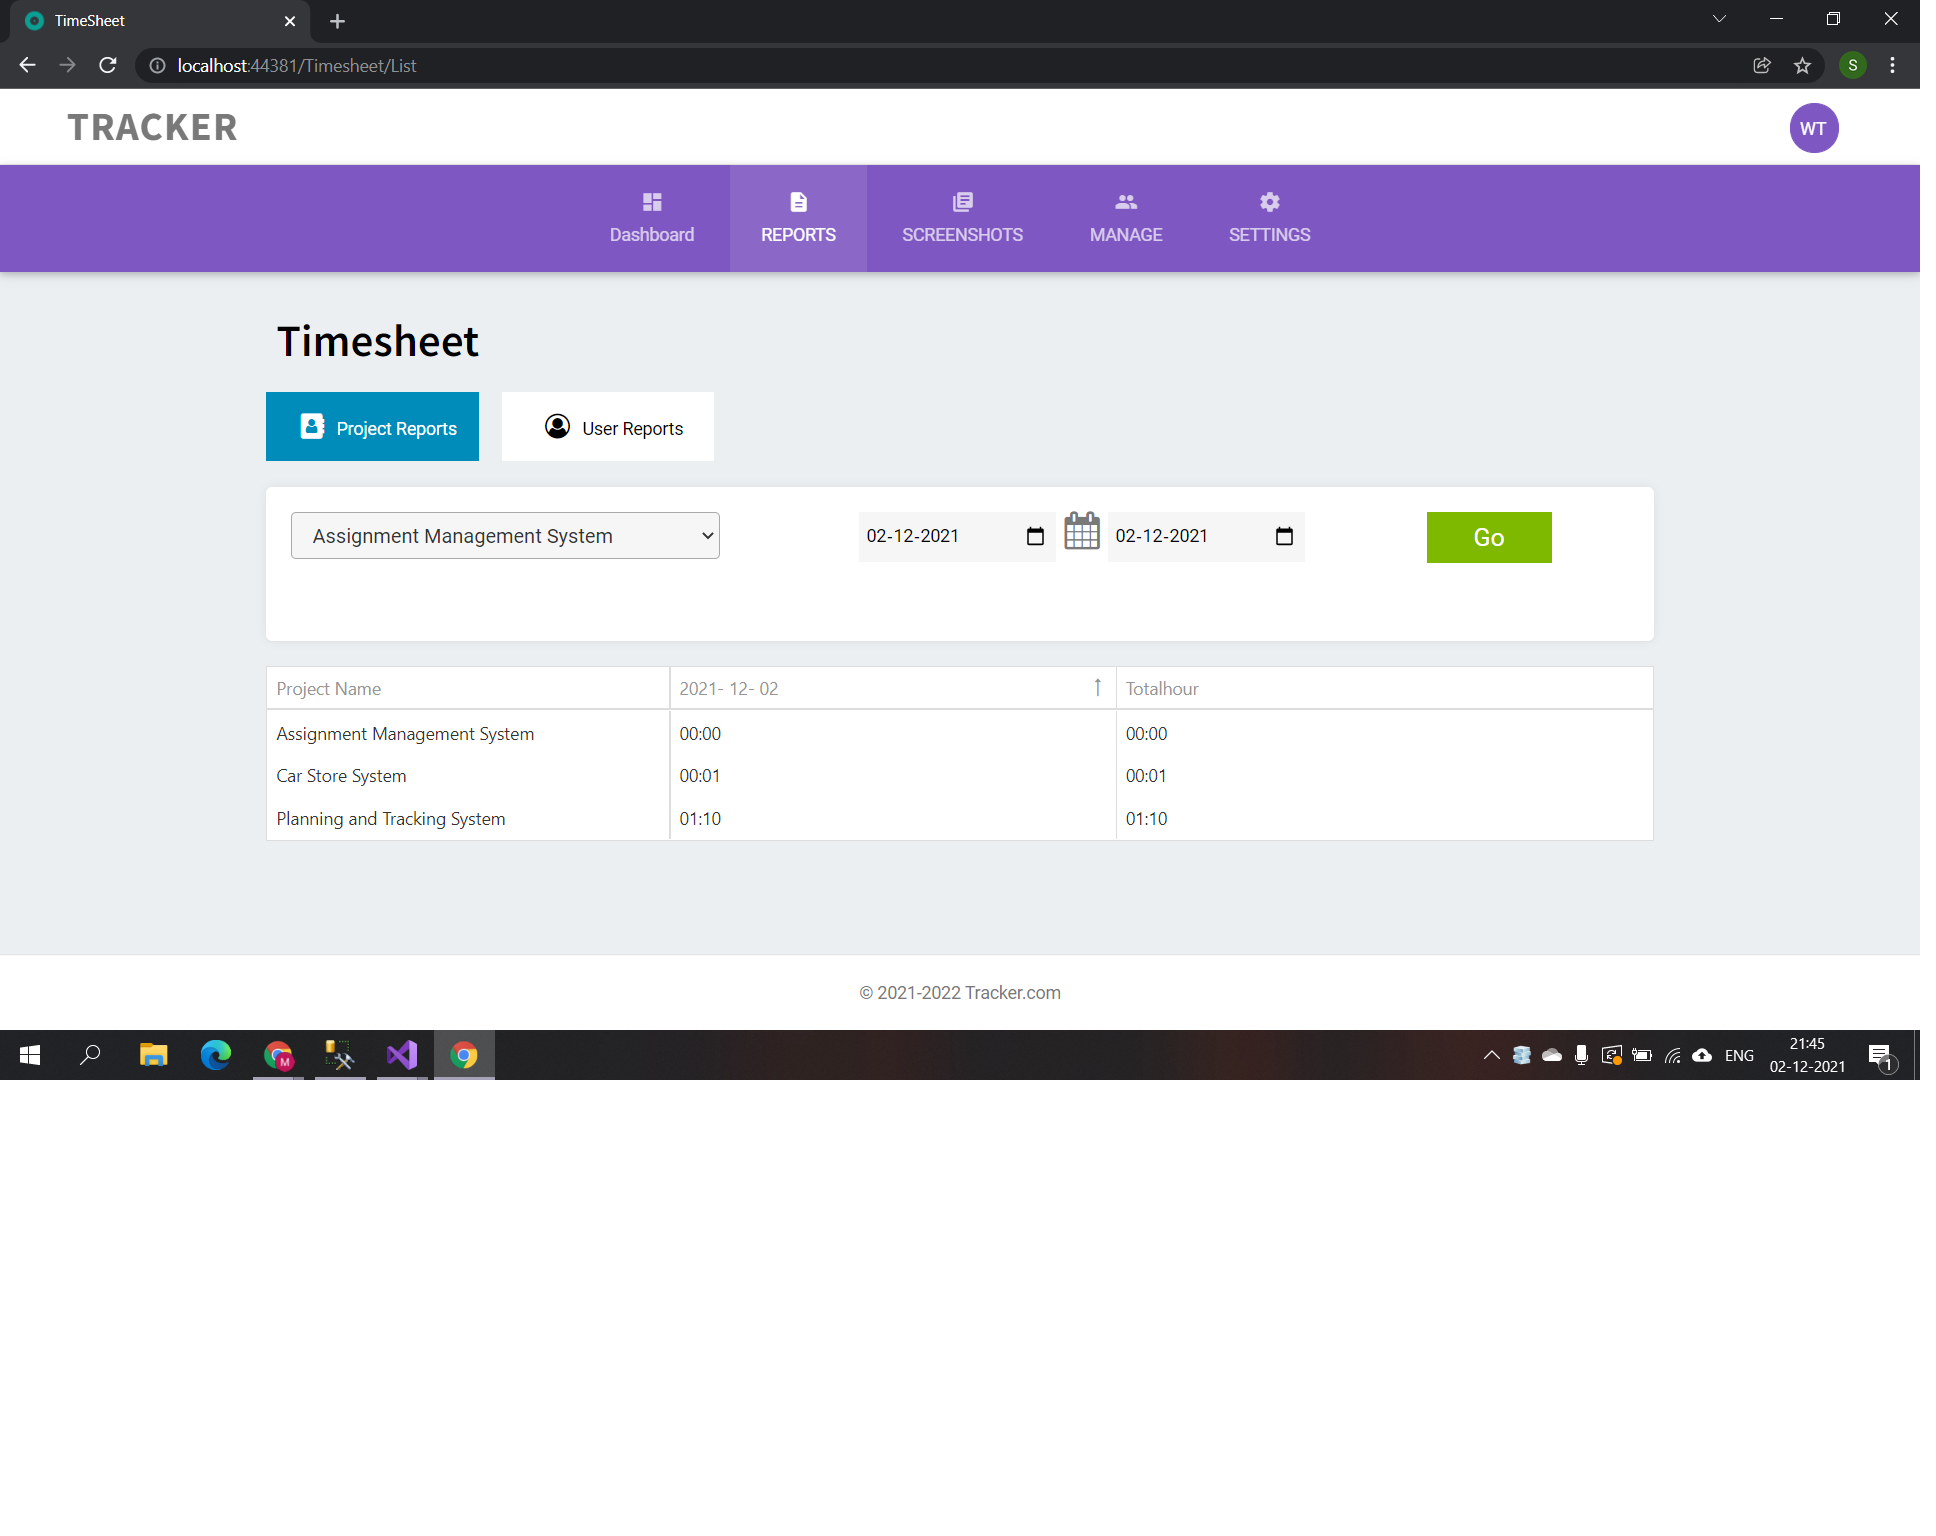 TimeSheet
localhost:44381/Timesheet/List
S
TRACKER
WT
Dashboard
REPORTS
SCREENSHOTS
MANAGE
SETTINGS
Timesheet
Project Reports
User Reports
Assignment Management System
02-12-2021
02-12-2021
Go
Project Name
2021- 12- 02
Totalhour
Assignment Management System
00:00
00:00
Car Store System
00:01
00:01
Planning and Tracking System
01:10
01:10
© 2021-2022 Tracker.com
M
ENG
21:45
02-12-2021
1